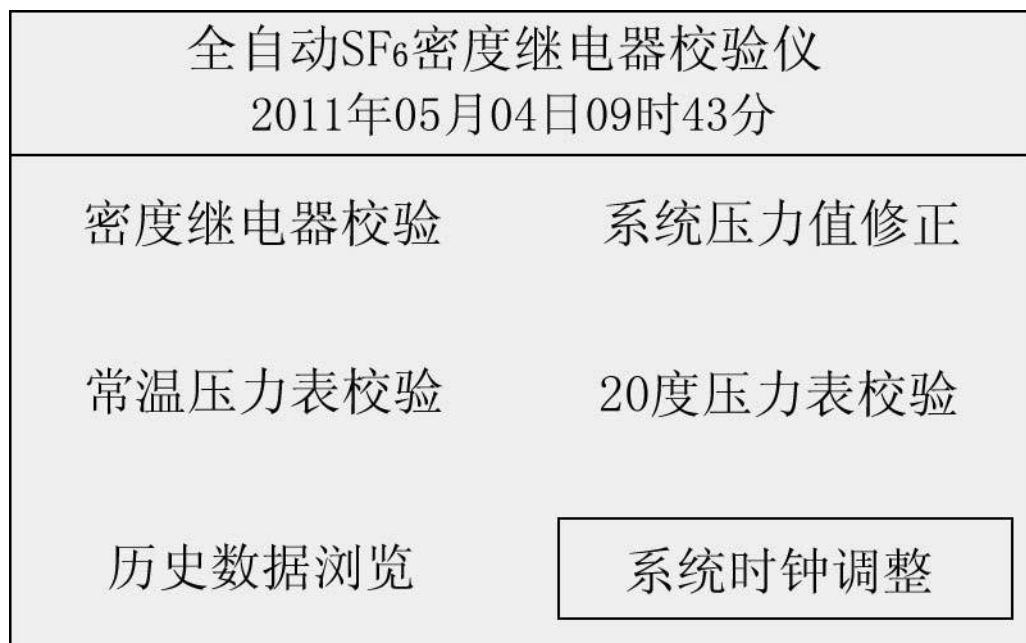 全自动SF₆密度继电器校验仪
2011年05月04日09时43分
密度继电器校验 系统压力值修正
常温压力表校验 20度压力表校验
历史数据浏览 系统时钟调整